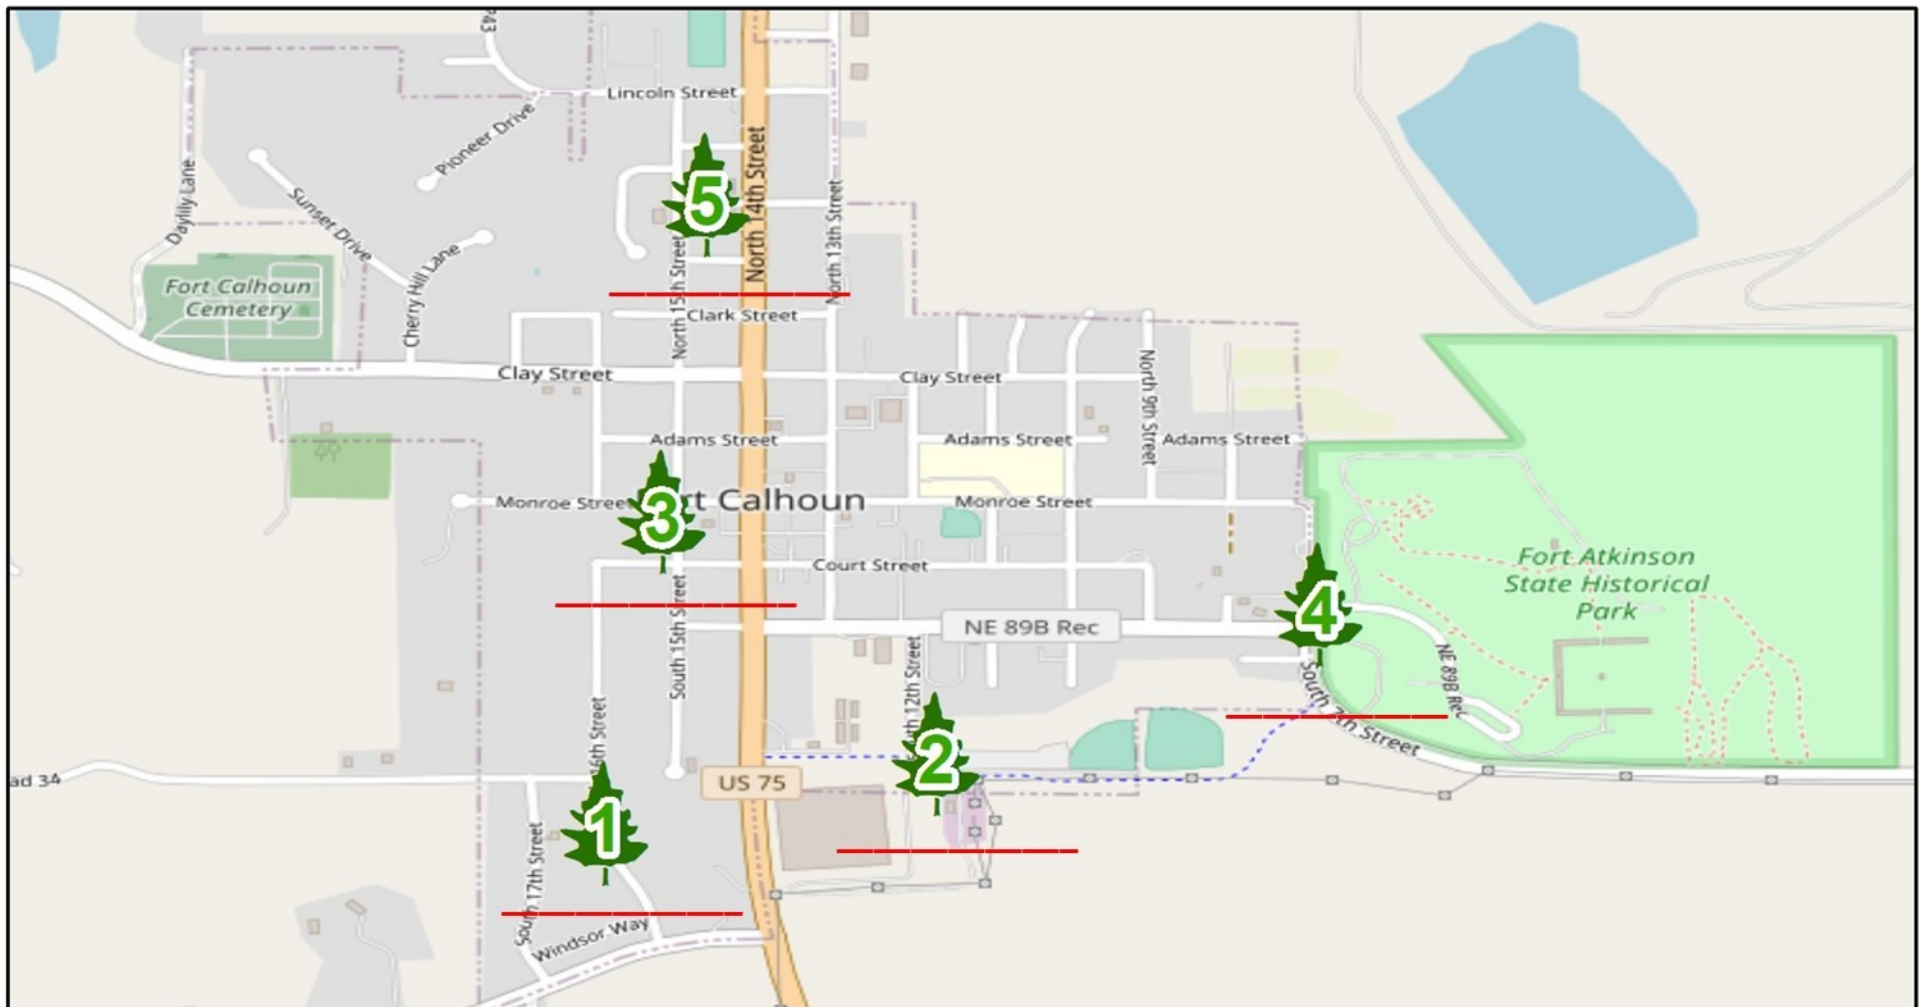 Lincoln Street
Pioneer Drive
Daylily Lane
Sunset Drive
Cherry Hill Lane
Fort Calhoun
Cemetery
5
North 14th Street
North 15th Street
North 13th Street
Clark Street
Clay Street
Clay Street
North 9th Street
Adams Street
Adams Street
Adams Street
Monroe Street
3
rt Calhoun
Monroe Street
Court Street
Fort Atkinson
State Historical
Park
4
NE 89B Rec
NE 89B Rec
South 15th Street
uth 12th Street
South 7th Street
2
16th Street
ad 34
US 75
1
South 17th Street
Windsor Way